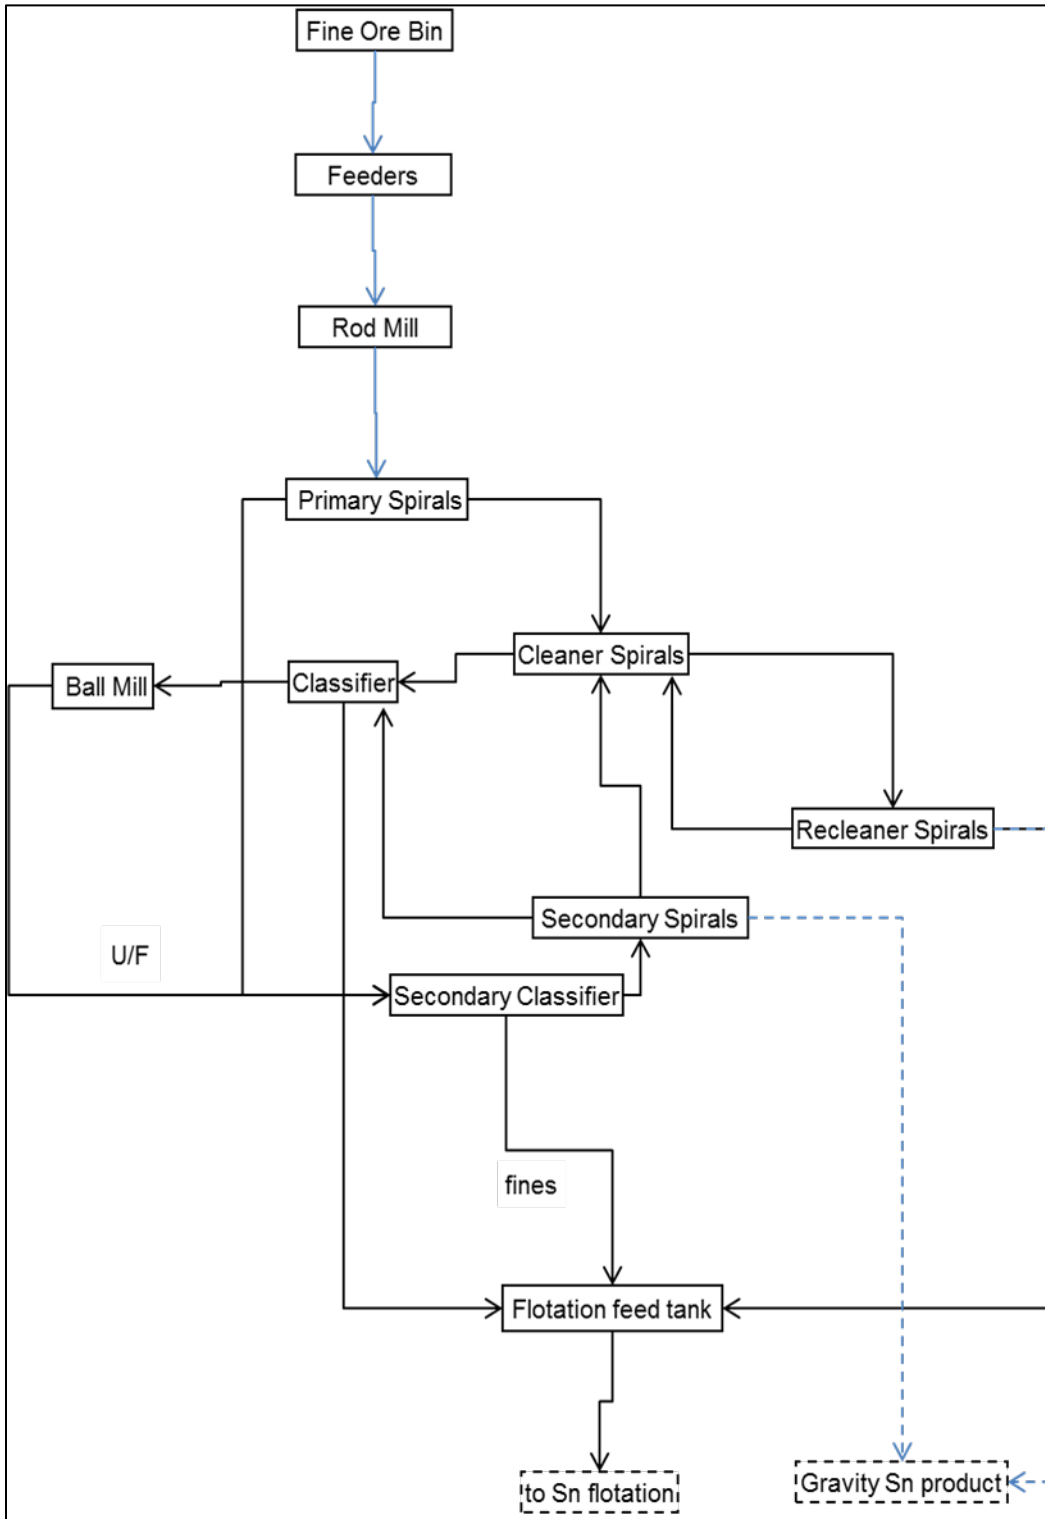 Fine Ore Bin
Feeders
Rod Mill
Primary Spirals
Cleaner Spirals
Ball Mill
Classifier
Recleaner Spirals
Secondary Spirals
U/F
Secondary Classifier
fines
Flotation feed tank
to Sn flotation
Gravity Sn product